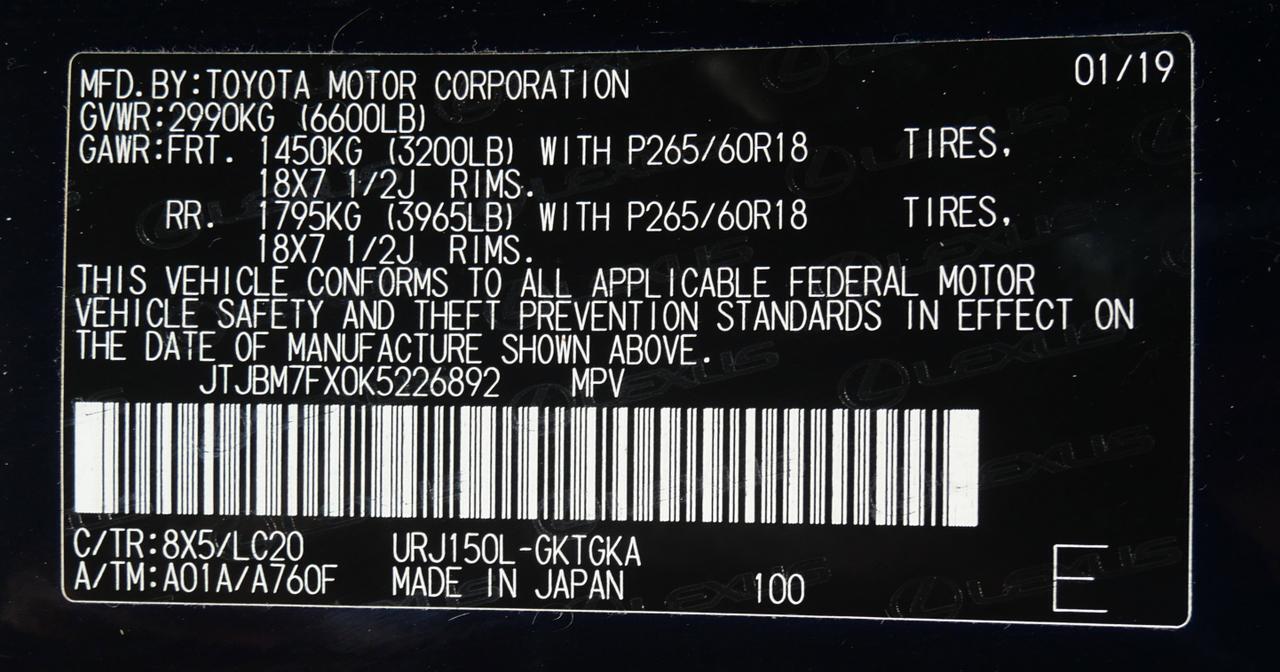 01/19
MFD. BY:TOYOTA MOTOR CORPORATION
GVWR:2990KG (6600LB)
GAWR:FRT. 1450KG (3200LB) WITH P265/60R18 TIRES,
18X7 1/2J RIMS.
RR. 1795KG (3965LB) WITH P265/60R18 TIRES,
18X7 1/2J RIMS.
THIS VEHICLE CONFORMS TO ALL APPLICABLE FEDERAL MOTOR
VEHICLE SAFETY AND THEFT PREVENTION STANDARDS IN EFFECT ON
THE DATE OF MANUFACTURE SHOWN ABOVE.
JTJBM7FX0K5226892 MPV
C/TR:8X5/LC20 URJ150L-GKTGKA
A/TM:A01A/A760F MADE IN JAPAN 100 E